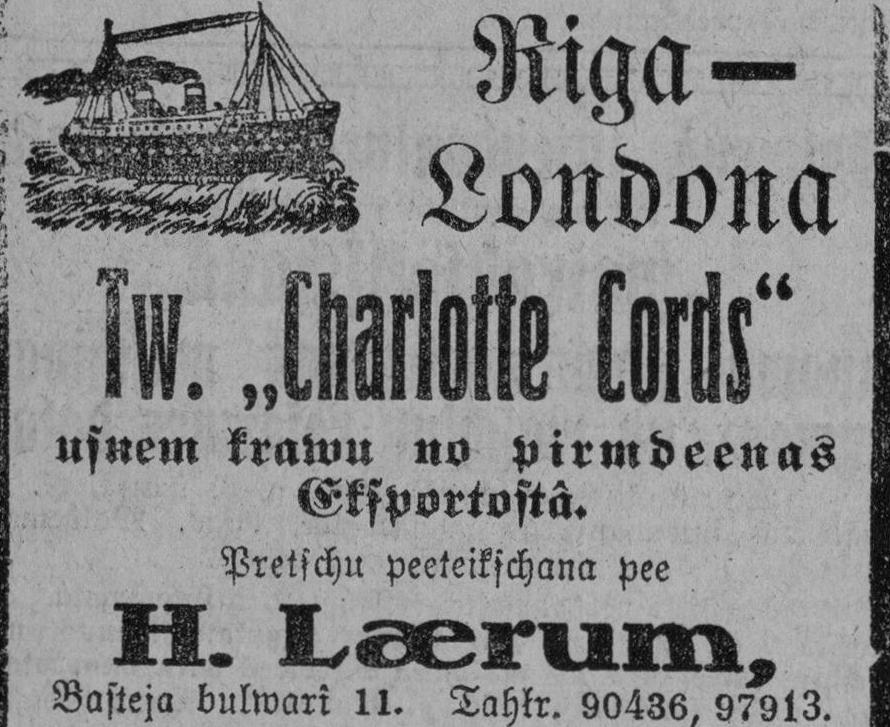 Riga—
Londona
Tw. „Charlotte Cords“
uſnem krawu no pirmdeenas
Ekſportoſtâ.
Pretſchu peeteikſchana pee
H. Lærum,
Baſteja bulwarî 11. Tahlr. 90436, 97913.